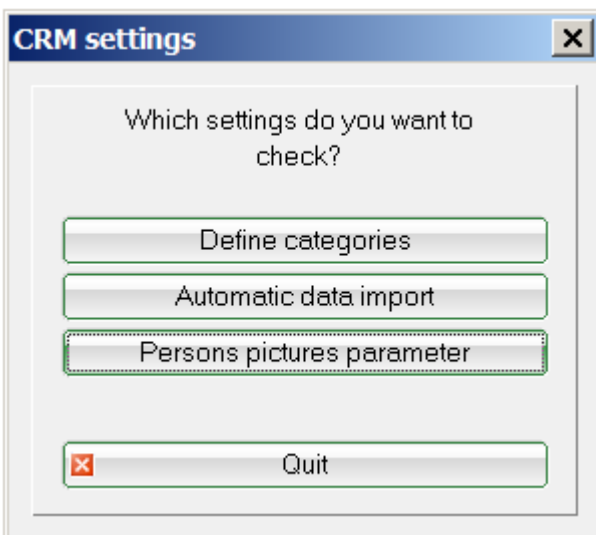 CRM settings
Which settings do you want to
check?
Define categories
Automatic data import
Persons pictures parameter
Quit